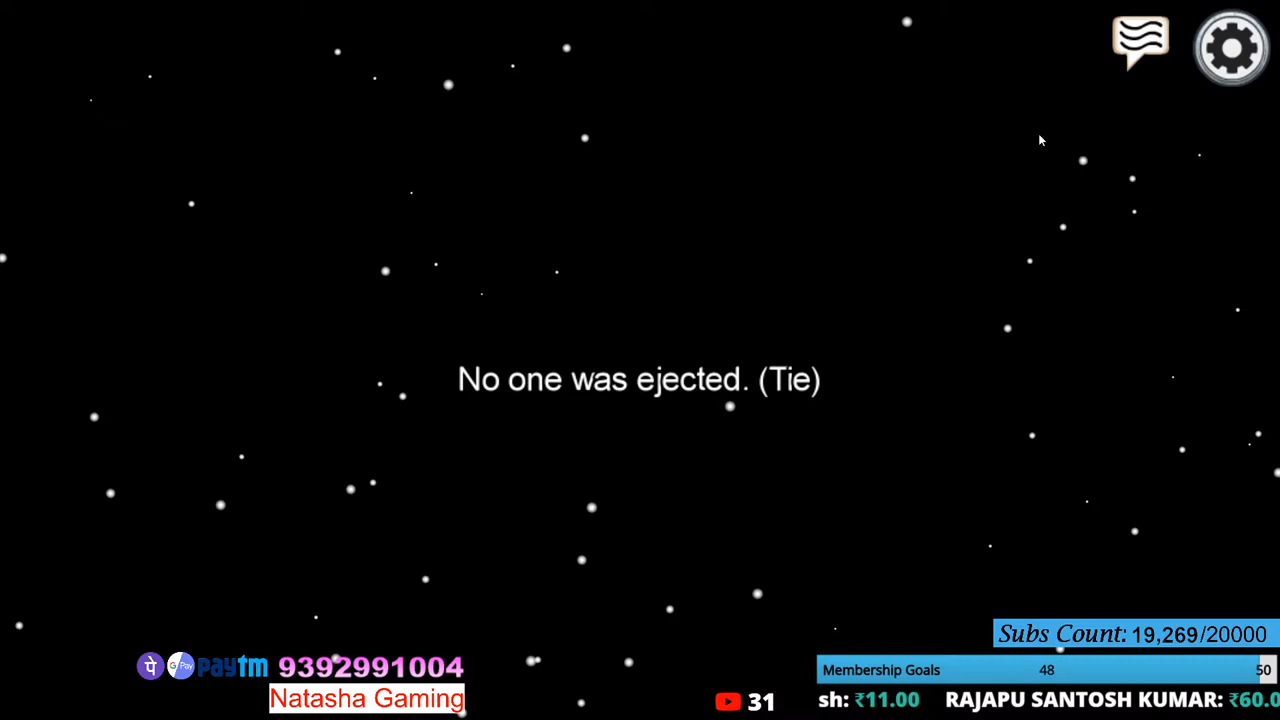 No one was ejected. (Tie)
Subs Count: 19,269/20000
पे G Pay paytm 9392991004
Membership Goals 48 50
Natasha Gaming
31
sh: ₹11.00 RAJAPU SANTOSH KUMAR: ₹60.0